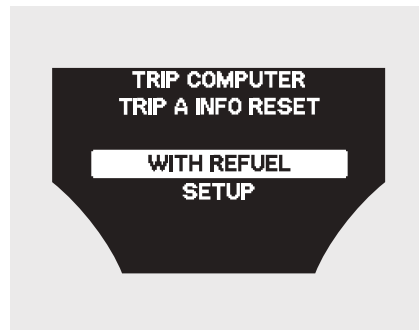 TRIP COMPUTER
TRIP A INFO RESET
WITH REFUEL
SETUP